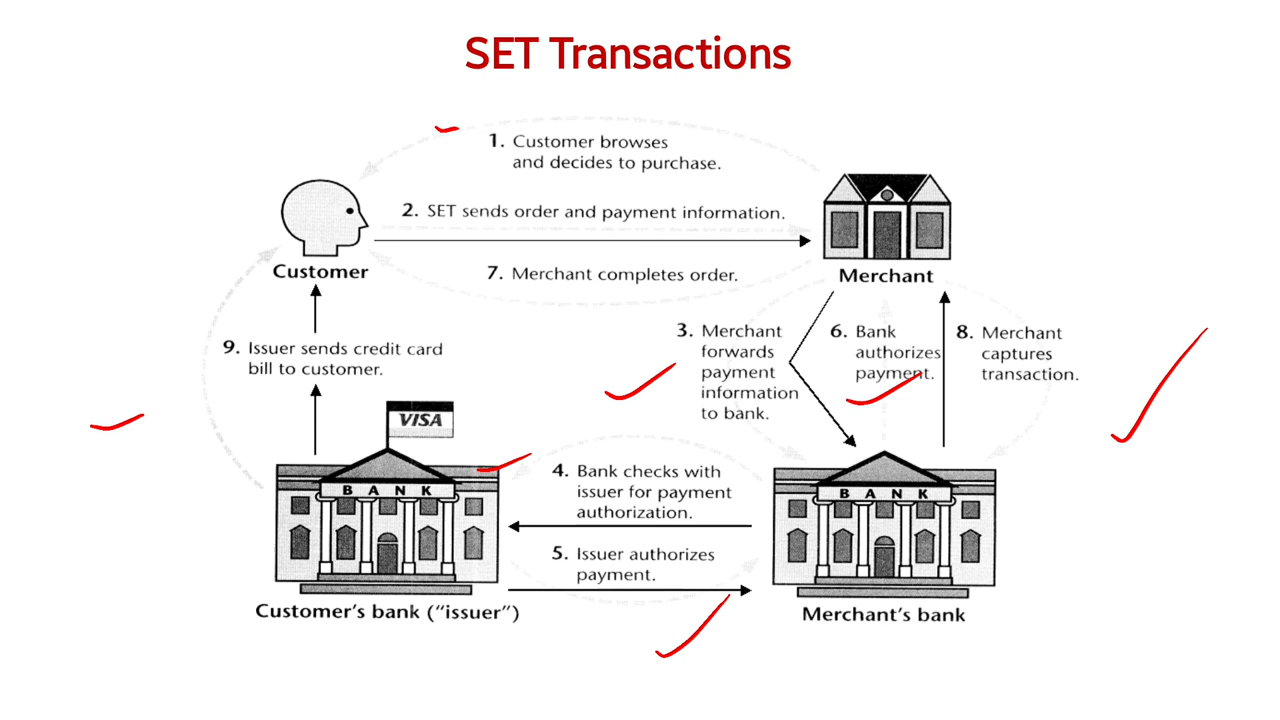 SET Transactions
1. Customer browses
and decides to purchase.
2. SET sends order and payment information.
Customer
7. Merchant completes order.
Merchant
3. Merchant
forwards
payment
information
to bank.
6. Bank
authorizes
payment.
8. Merchant
captures
transaction.
9. Issuer sends credit card
bill to customer.
VISA
BANK
4. Bank checks with
issuer for payment
authorization.
BANK
5. Issuer authorizes
payment.
Customer's bank ("issuer")
Merchant's bank